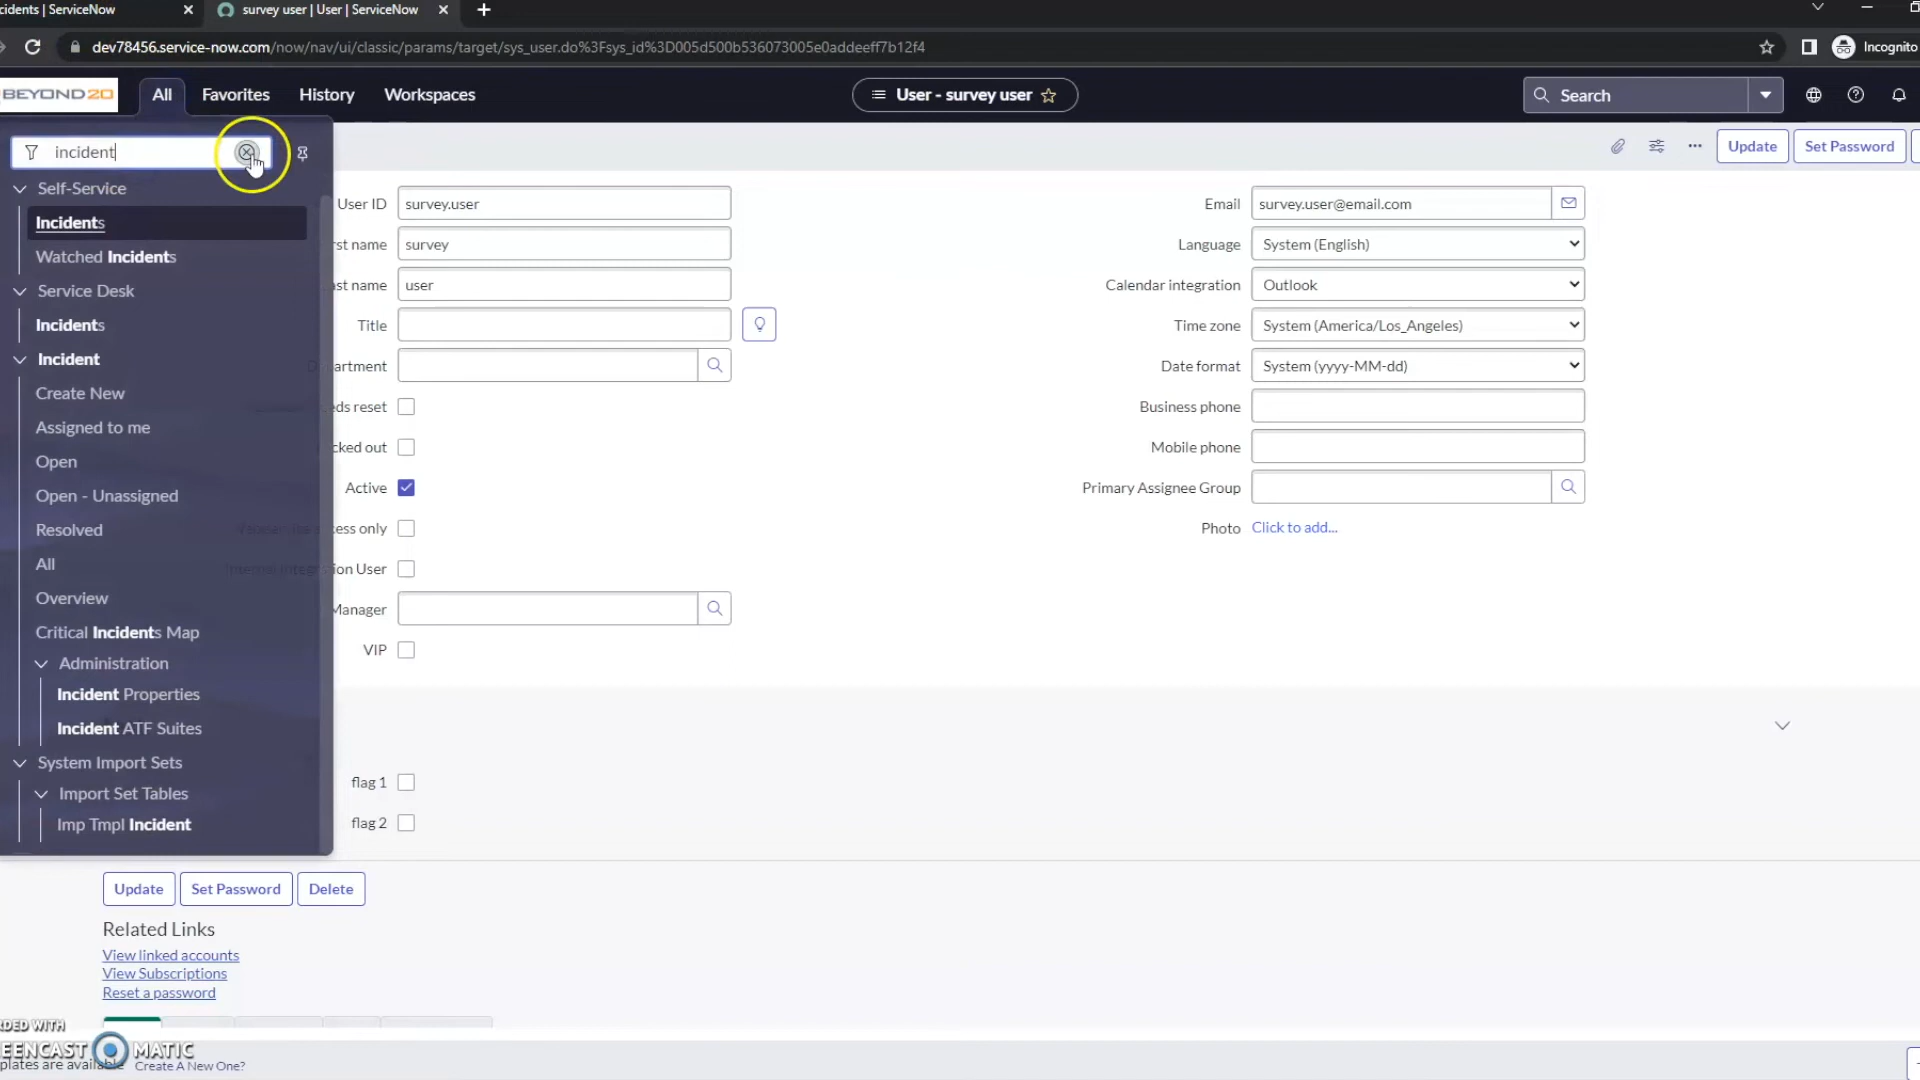 cidents | ServiceNow
survey user | User | ServiceNow
dev78456.service-now.com/now/nav/ui/classic/params/target/sys_user.do%3Fsys_id%3D005d500b536073005e0addeeff7b12f4
Incognito
BEYOND20
All
Favorites
History
Workspaces
User - survey user
Search
incident
Update
Set Password
Self-Service
Incidents
Watched Incidents
Service Desk
Incidents
Incident
Create New
Assigned to me
Open
Open - Unassigned
Resolved
All
Overview
Critical Incidents Map
Administration
Incident Properties
Incident ATF Suites
System Import Sets
Import Set Tables
Imp Tmpl Incident
User ID
survey.user
rst name
survey
ast name
user
Title
artment
ds reset
cked out
Active
ess only
Internal Integration User
Manager
VIP
flag 1
flag 2
Email
survey.user@email.com
Language
System (English)
Calendar integration
Outlook
Time zone
System (America/Los_Angeles)
Date format
System (yyyy-MM-dd)
Business phone
Mobile phone
Primary Assignee Group
Photo
Click to add...
Update
Set Password
Delete
Related Links
View linked accounts
View Subscriptions
Reset a password
RDED WITH
EENCAST MATIC
plates are available
Create A New One?